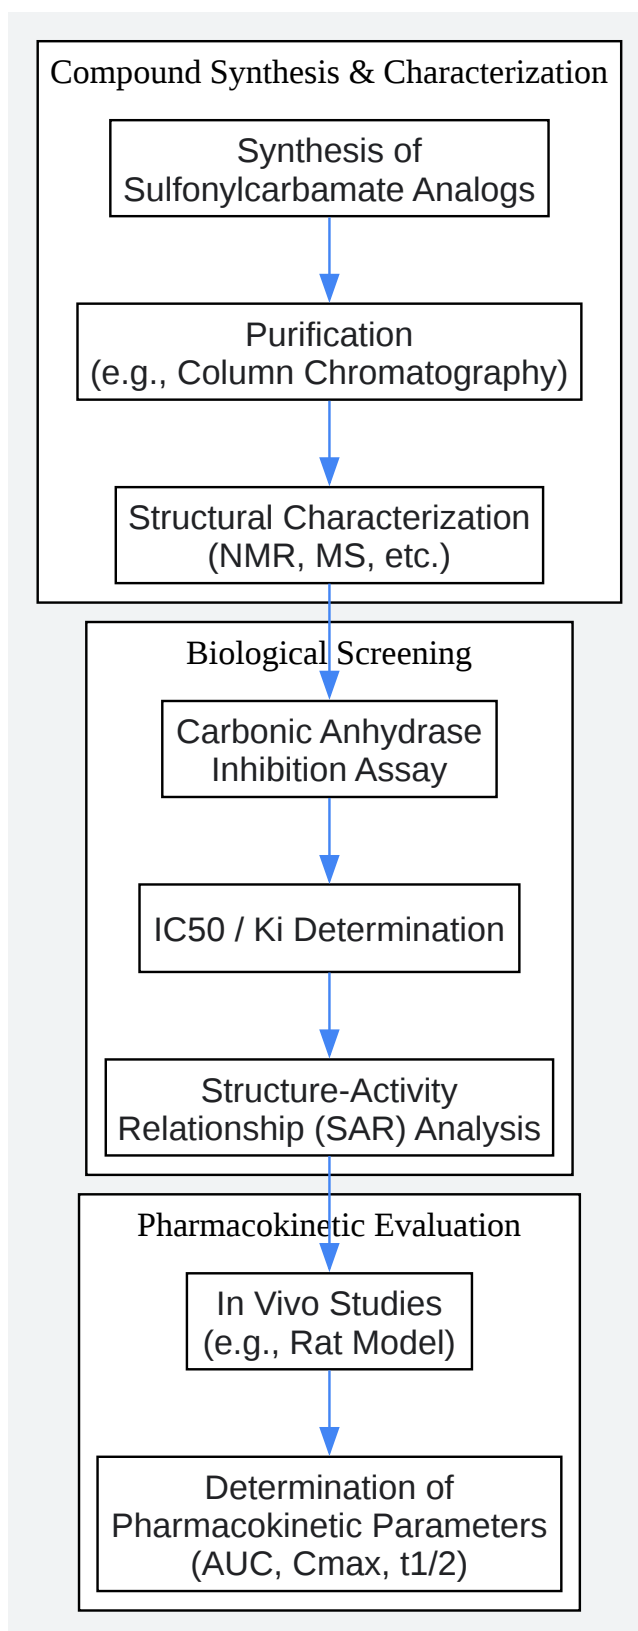 Compound Synthesis & Characterization
Synthesis of
Sulfonylcarbamate Analogs
Purification
(e.g., Column Chromatography)
Structural Characterization
(NMR, MS, etc.)
Biological Screening
Carbonic Anhydrase
Inhibition Assay
IC50 / Ki Determination
Structure-Activity
Relationship (SAR) Analysis
Pharmacokinetic Evaluation
In Vivo Studies
(e.g., Rat Model)
Determination of
Pharmacokinetic Parameters
(AUC, Cmax, t1/2)